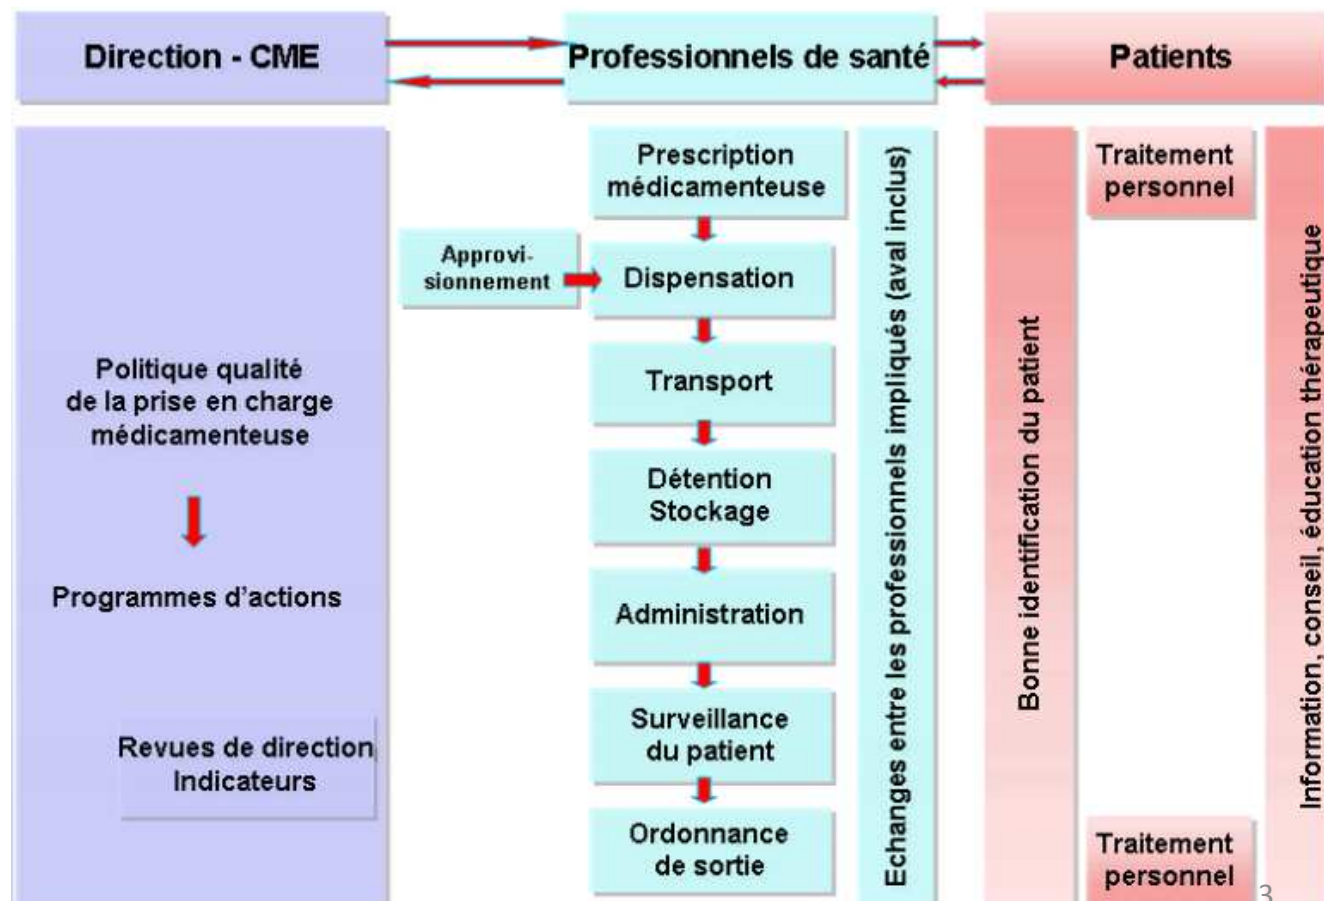 Direction - CME
Professionnels de santé
Patients
Politique qualité
de la prise en charge
médicamenteuse
Programmes d'actions
Revues de direction
Indicateurs
Approvi-
sionnement
Prescription
médicamenteuse
Dispensation
Transport
Détention
Stockage
Administration
Surveillance
du patient
Ordonnance
de sortie
Echanges entre les professionnels impliqués (aval inclus)
Bonne identification du patient
Traitement
personnel
Traitement
personnel
Information, conseil, éducation thérapeutique
3